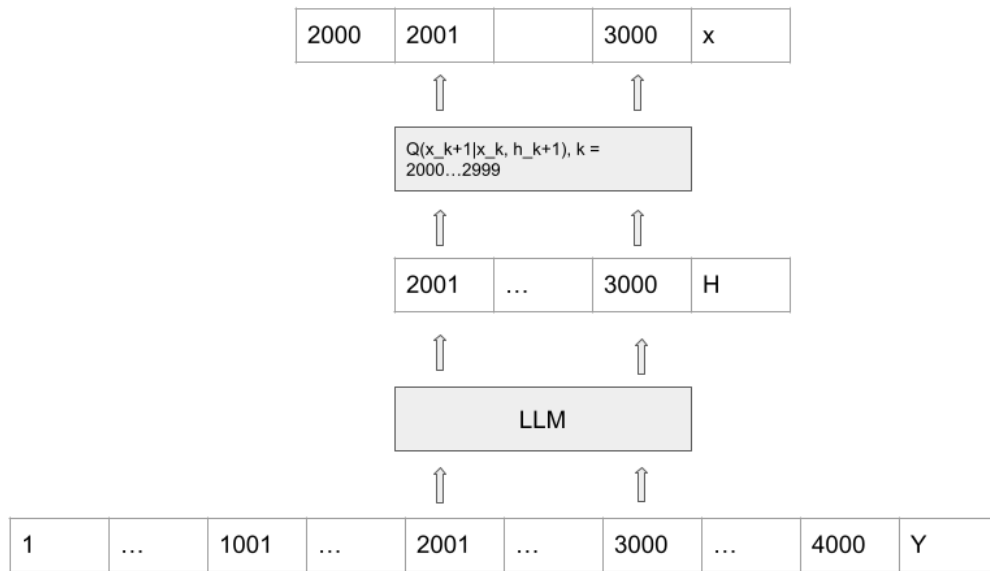 2000 2001 3000 x
Q(x_k+1|x_k, h_k+1), k =
2000…2999
2001 … 3000 H
LLM
1 … 1001 … 2001 … 3000 … 4000 Y